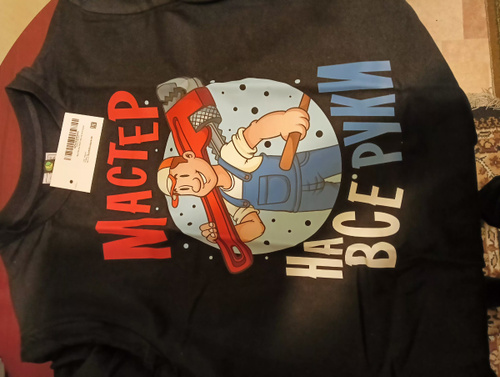 Мастер
на
все руки